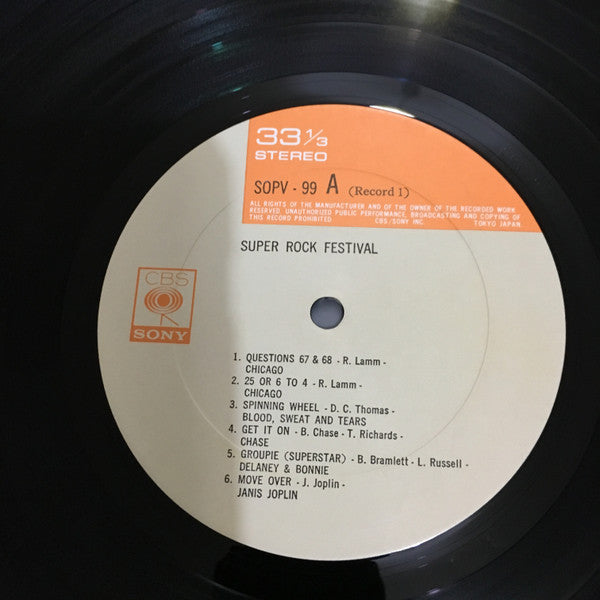 33 1/3
STEREO
SOPV - 99 A (Record 1)
ALL RIGHTS OF THE MANUFACTURER AND OF THE OWNER OF THE RECORDED WORK
RESERVED. UNAUTHORIZED PUBLIC PERFORMANCE, BROADCASTING AND COPYING OF
THIS RECORD PROHIBITED CBS/SONY INC. TOKYO JAPAN
SUPER ROCK FESTIVAL
CBS
SONY
1. QUESTIONS 67 & 68 - R. Lamm -
CHICAGO
2. 25 OR 6 TO 4 - R. Lamm -
CHICAGO
3. SPINNING WHEEL - D. C. Thomas -
BLOOD, SWEAT AND TEARS
4. GET IT ON - B. Chase - T. Richards -
CHASE
5. GROUPIE (SUPERSTAR) - B. Bramlett - L. Russell -
DELANEY & BONNIE
6. MOVE OVER - J. Joplin -
JANIS JOPLIN